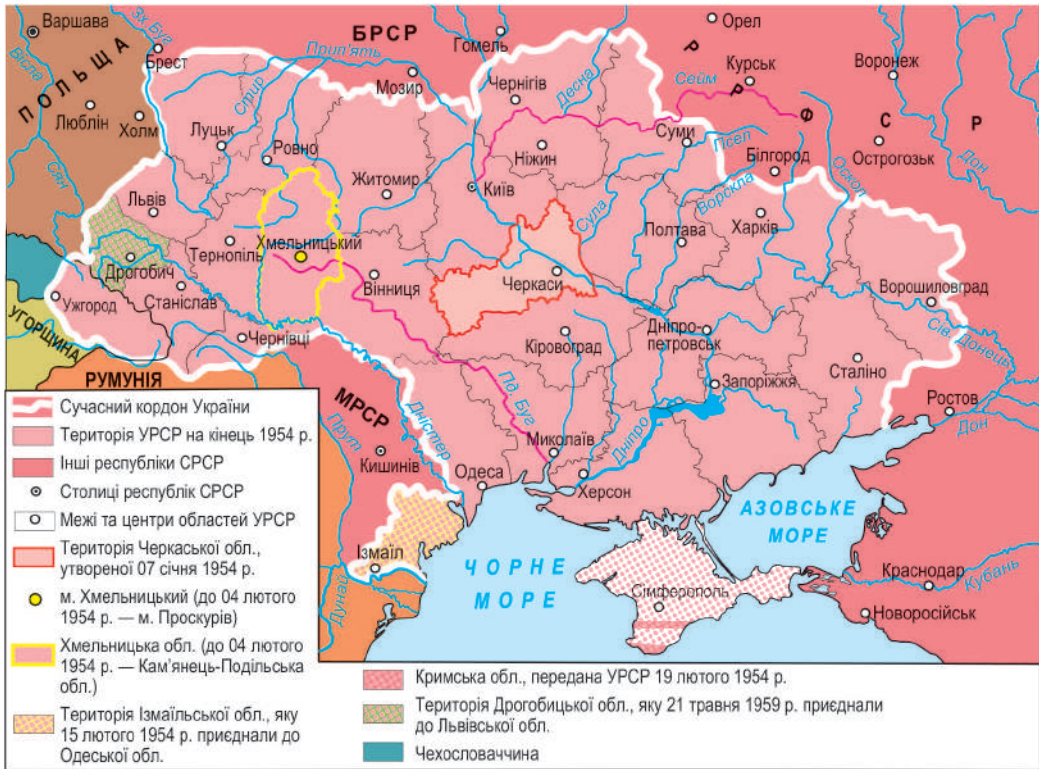 Варшава
Зх. Буг
БРСР
Гомель
Орел
Р
Вісла
ПОЛЬЩА
Брест
Прип'ять
Мозир
Чернігів
Десна
Сейм
Курськ
Р
Воронеж
Люблін
Холм
Стир
Луцьк
Ровно
Ніжин
Суми
Псел
Білгород
Ф
С
Р
Острогозьк
Дон
Сян
Житомир
Київ
Сула
Ворскла
Оскол
Львів
Тернопіль
Хмельницький
Полтава
Харків
Дрогобич
Станіслав
Вінниця
Черкаси
Ворошиловград
Ужгород
Чернівці
Кіровоград
Дніпро-
петровськ
Сів. Донець
УГОРЩИНА
РУМУНІЯ
Сталіно
МРСР
Дністер
Пд. Буг
Запоріжжя
Ростов
Прут
Кишинів
Миколаїв
Дніпро
Дон
Одеса
Херсон
Ізмаїл
АЗОВСЬКЕ
МОРЕ
Дунай
ЧОРНЕ
МОРЕ
Сімферополь
Краснодар
Кубань
Новоросійськ
Сучасний кордон України
Територія УРСР на кінець 1954 р.
Інші республіки СРСР
Столиці республік СРСР
Межі та центри областей УРСР
Територія Черкаської обл.,
утвореної 07 січня 1954 р.
м. Хмельницький (до 04 лютого
1954 р. — м. Проскурів)
Хмельницька обл. (до 04 лютого
1954 р. — Кам'янець-Подільська
обл.)
Територія Ізмаїльської обл., яку
15 лютого 1954 р. приєднали до
Одеської обл.
Кримська обл., передана УРСР 19 лютого 1954 р.
Територія Дрогобицької обл., яку 21 травня 1959 р. приєднали
до Львівської обл.
Чехословаччина